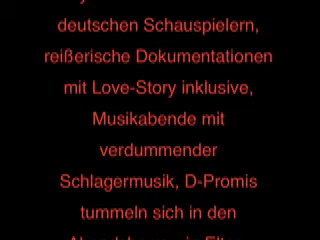 deutschen Schauspielern,
reißerische Dokumentationen
mit Love-Story inklusive,
Musikabende mit
verdummender
Schlagermusik, D-Promis
tummeln sich in den